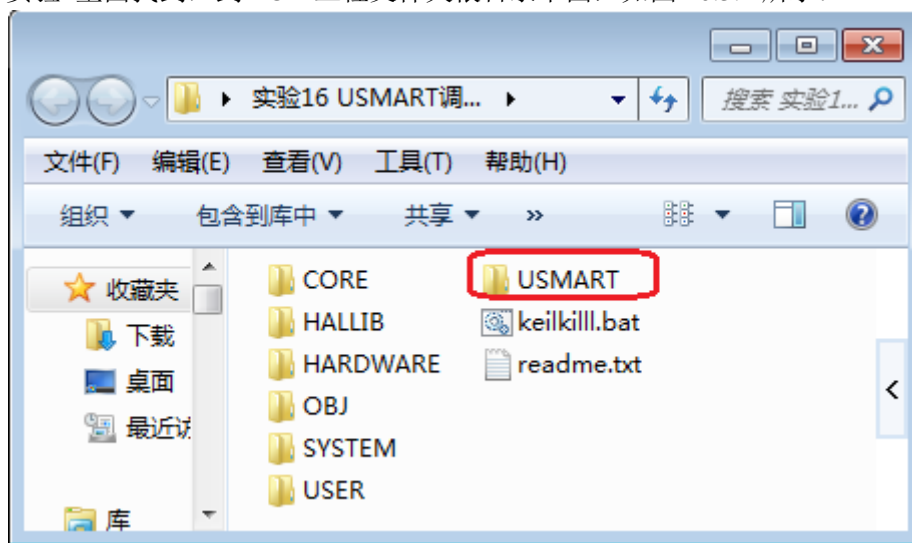 实验16 USMART调...
搜索 实验1...
文件(F) 编辑(E) 查看(V) 工具(T) 帮助(H)
组织 包含到库中 共享 »
收藏夹
下载
桌面
最近访
库
CORE
HALLIB
HARDWARE
OBJ
SYSTEM
USER
USMART
keilkilll.bat
readme.txt